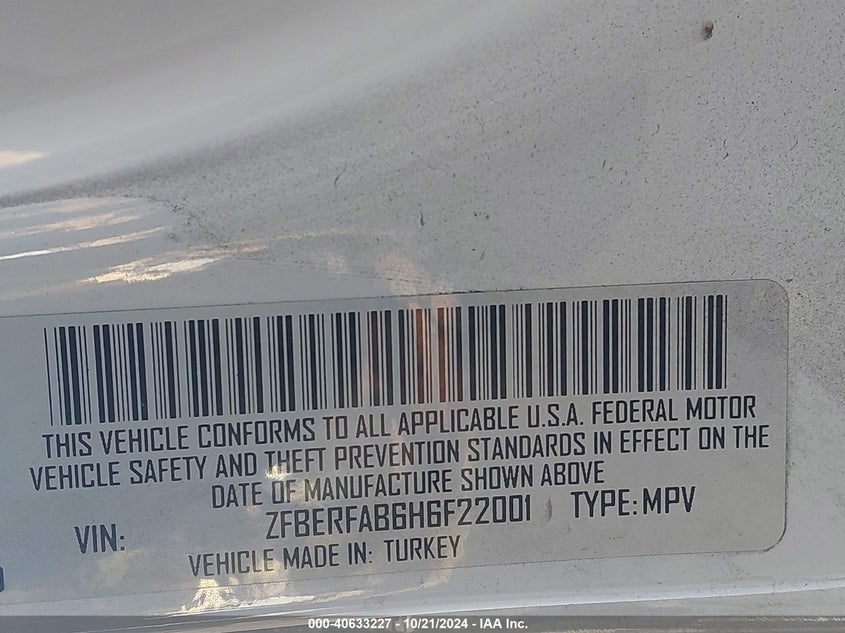 THIS VEHICLE CONFORMS TO ALL APPLICABLE U.S.A. FEDERAL MOTOR
VEHICLE SAFETY AND THEFT PREVENTION STANDARDS IN EFFECT ON THE
DATE OF MANUFACTURE SHOWN ABOVE
VIN: ZFBERFAB6H6F22001 TYPE: MPV
VEHICLE MADE IN: TURKEY
000-40633227 - 10/21/2024 - IAA Inc.